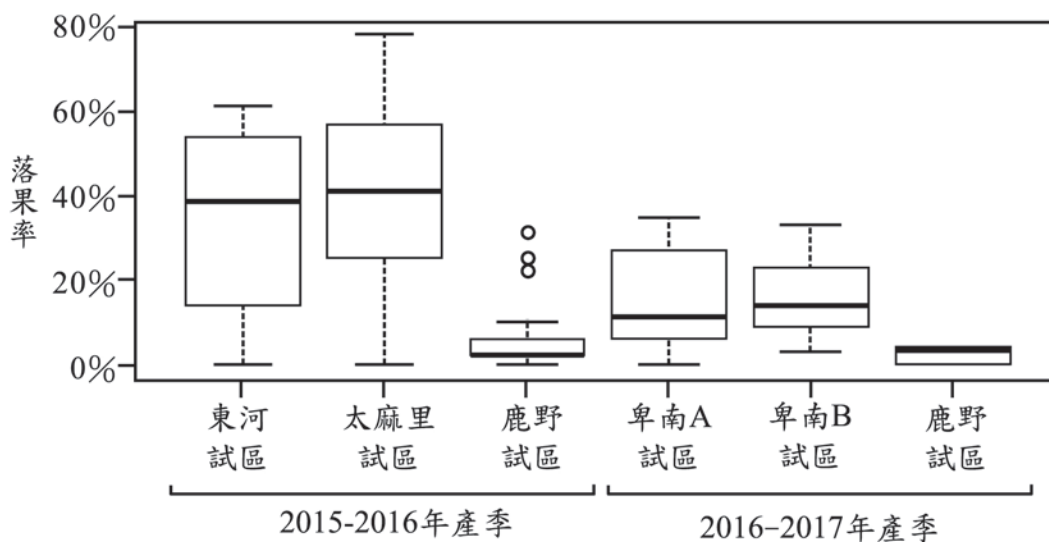 80%
60%
40%
20%
0%
落果率
東河
試區
太麻里
試區
鹿野
試區
卑南A
試區
卑南B
試區
鹿野
試區
2015-2016年產季
2016–2017年產季